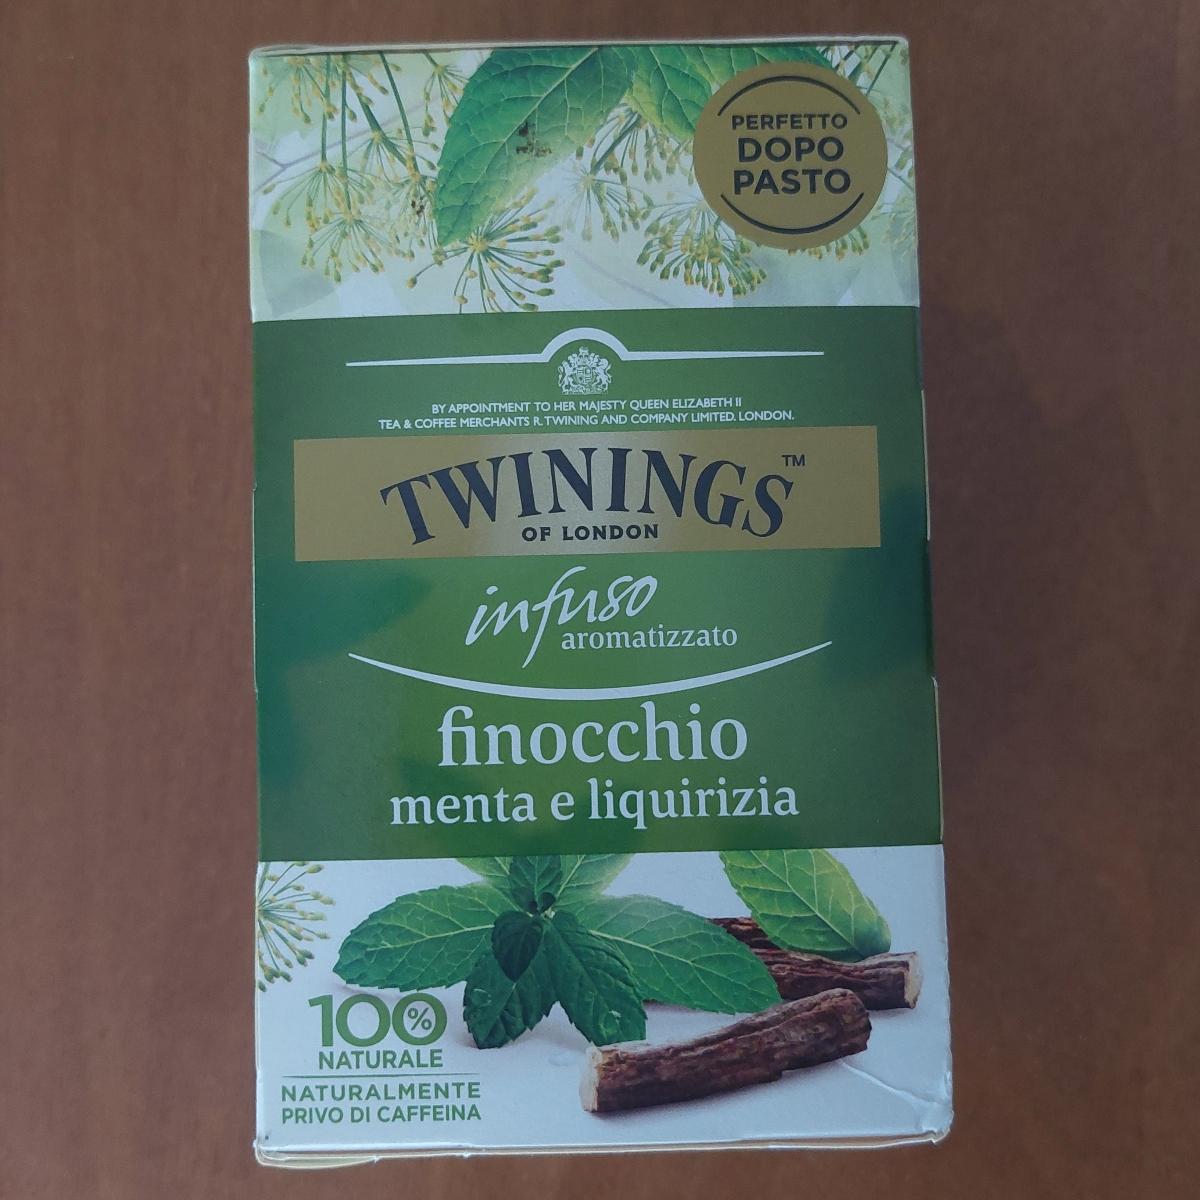 PERFETTO
DOPO
PASTO
BY APPOINTMENT TO HER MAJESTY QUEEN ELIZABETH II
TEA & COFFEE MERCHANTS R. TWINING AND COMPANY LIMITED. LONDON.
TWININGS™
OF LONDON
infuso
aromatizzato
finocchio
menta e liquirizia
100%
NATURALE
NATURALMENTE
PRIVO DI CAFFEINA